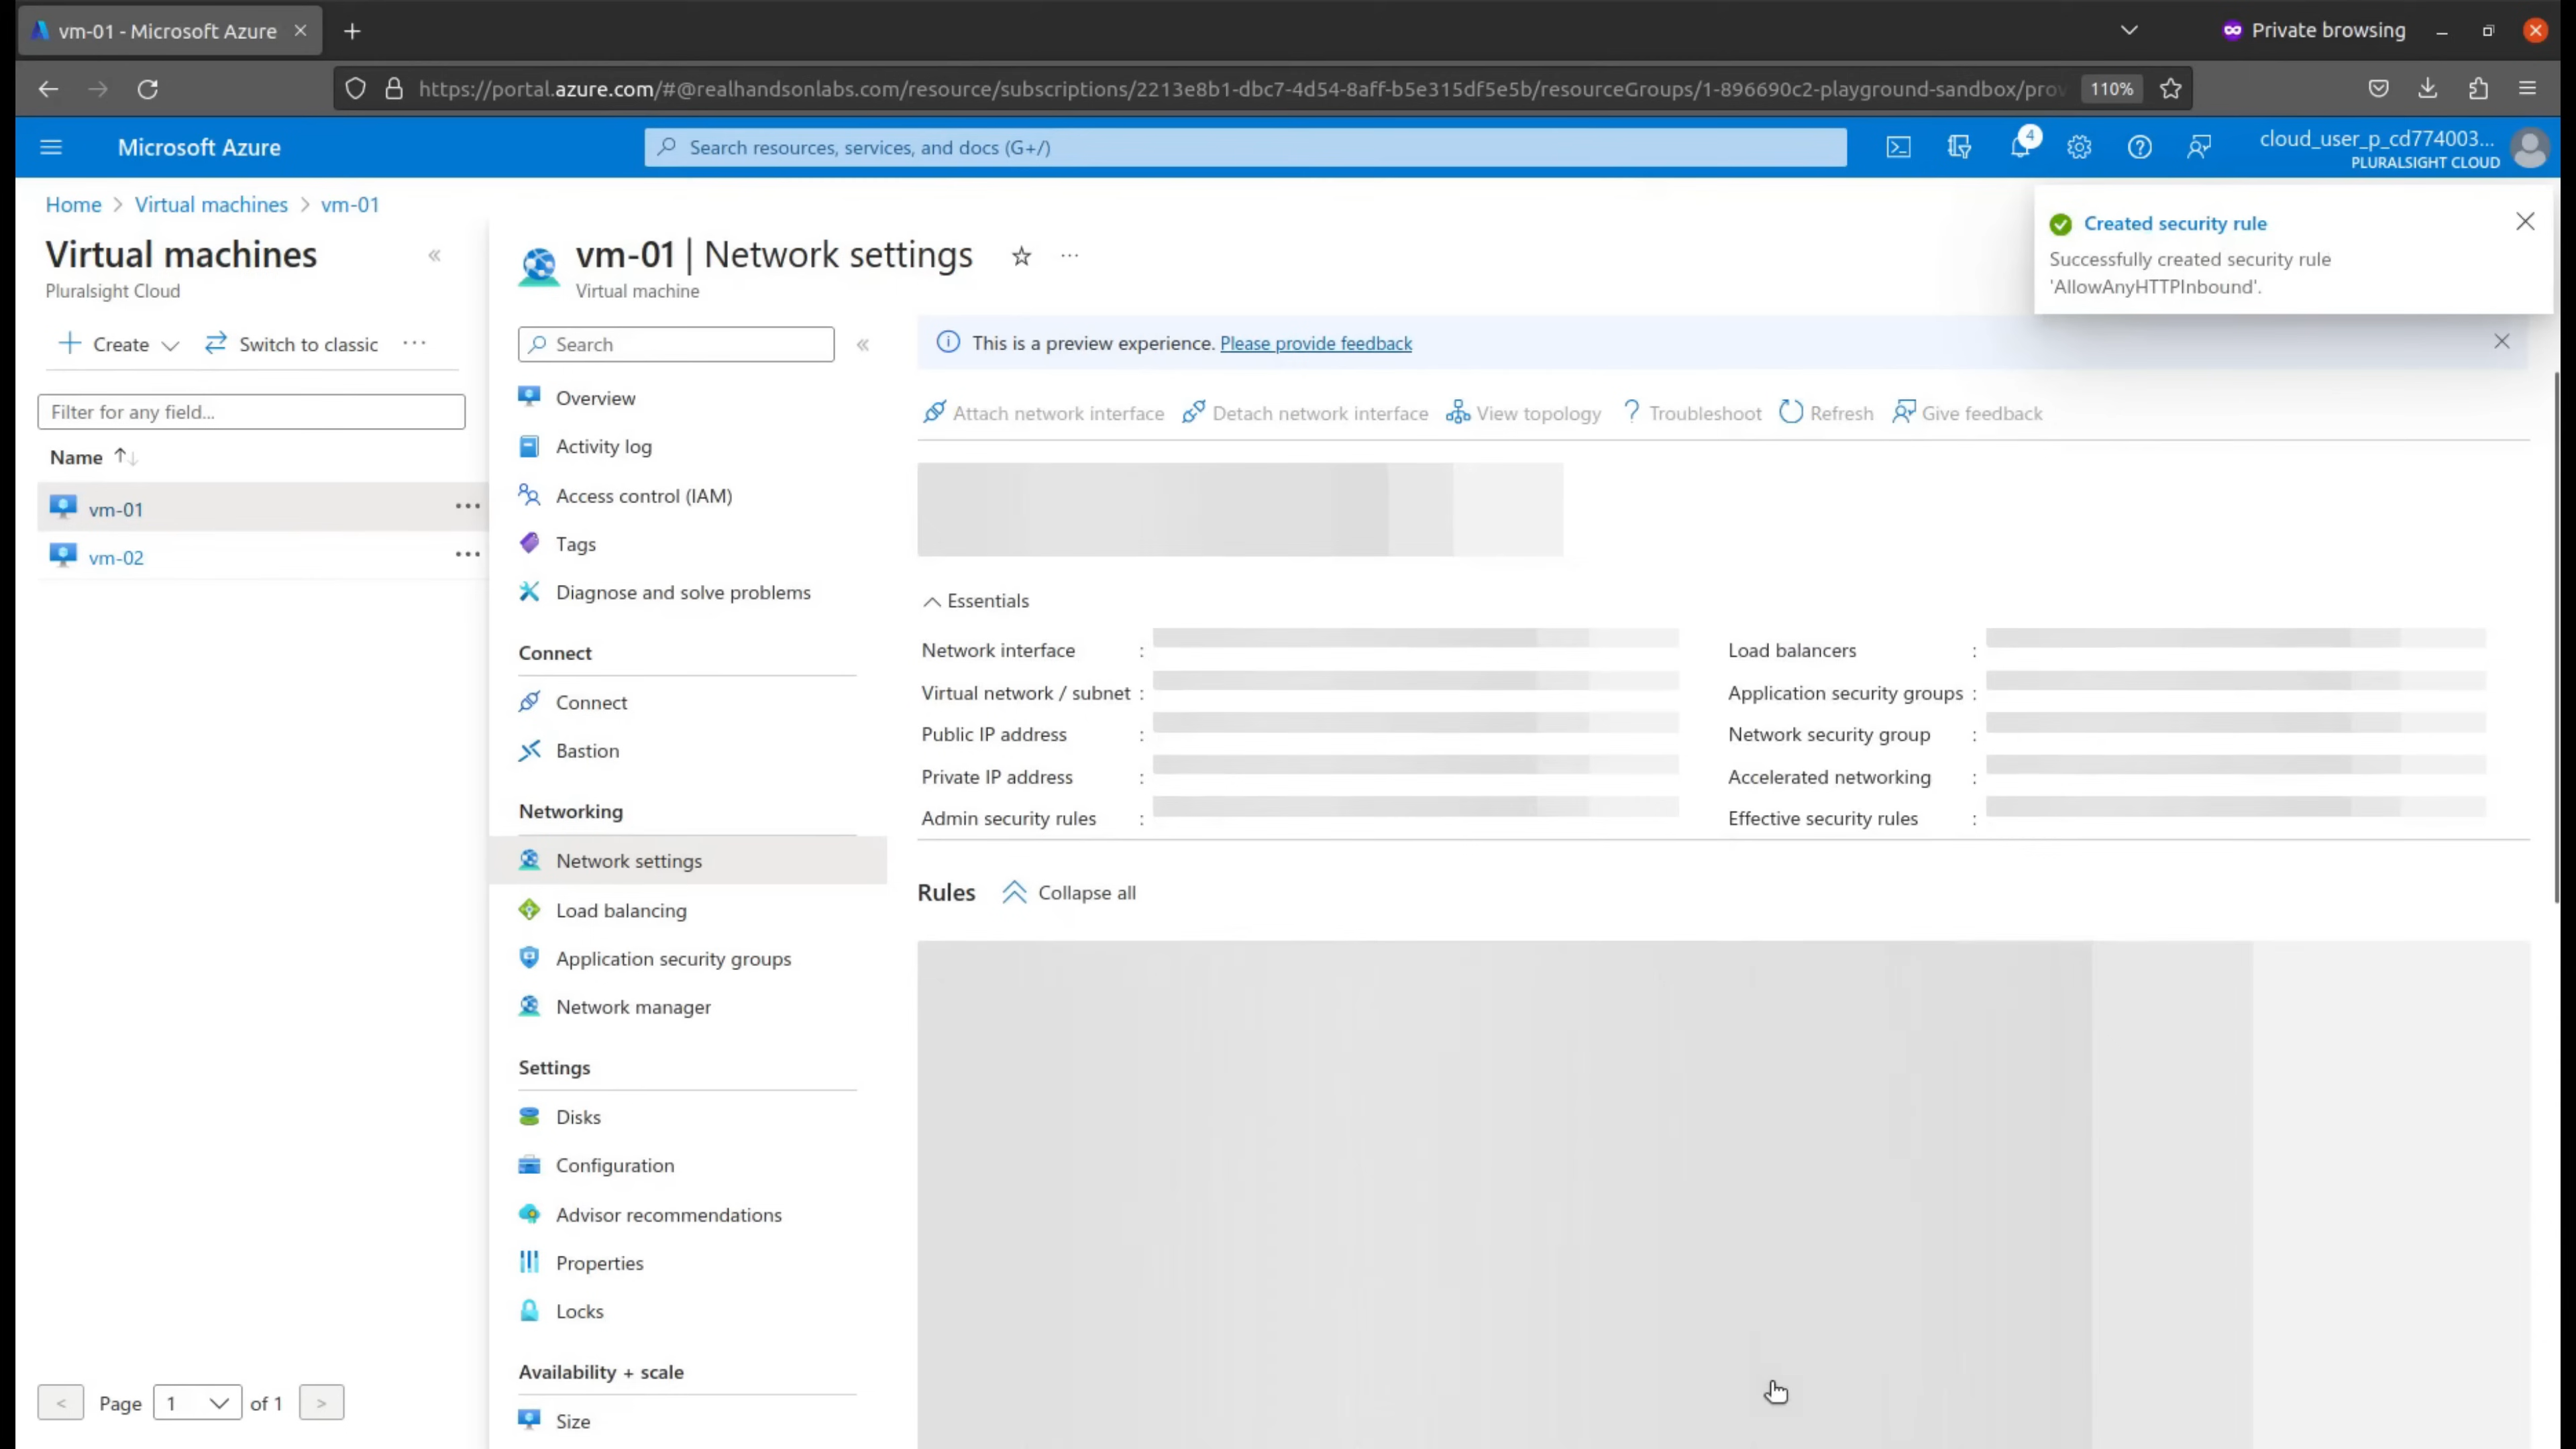 vm-01 - Microsoft Azure
Private browsing
https://portal.azure.com/#@realhandsonlabs.com/resource/subscriptions/2213e8b1-dbc7-4d54-8aff-b5e315df5e5b/resourceGroups/1-896690c2-playground-sandbox/prov
110%
Microsoft Azure
Search resources, services, and docs (G+/)
4
cloud_user_p_cd774003...
PLURALSIGHT CLOUD
Home > Virtual machines > vm-01
Virtual machines
Pluralsight Cloud
Create
Switch to classic
Filter for any field...
Name
vm-01
vm-02
< Page 1 of 1 >
vm-01 | Network settings
Virtual machine
Search
Overview
Activity log
Access control (IAM)
Tags
Diagnose and solve problems
Connect
Connect
Bastion
Networking
Network settings
Load balancing
Application security groups
Network manager
Settings
Disks
Configuration
Advisor recommendations
Properties
Locks
Availability + scale
Size
Created security rule
Successfully created security rule
'AllowAnyHTTPInbound'.
This is a preview experience. Please provide feedback
Attach network interface
Detach network interface
View topology
Troubleshoot
Refresh
Give feedback
Essentials
Network interface :
Virtual network / subnet :
Public IP address :
Private IP address :
Admin security rules :
Load balancers :
Application security groups :
Network security group :
Accelerated networking :
Effective security rules :
Rules
Collapse all